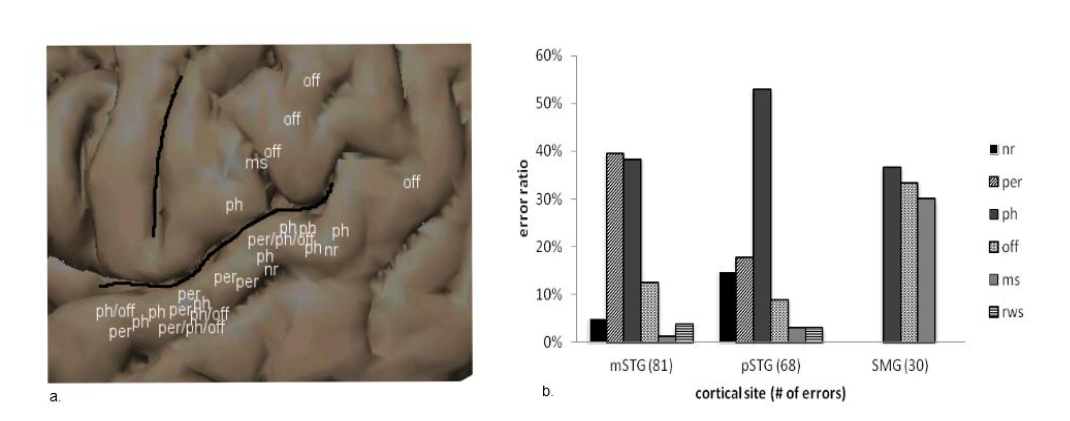 off
off
off
ms
off
ph
ph ph
ph
per/ph/off
ph nr
ph
nr
per
per
per
ph
ph/off
ph
per
ph/off
ph
per
per/ph/off
a.
60%
50%
40%
30%
20%
10%
0%
error ratio
mSTG (81)
pSTG (68)
SMG (30)
cortical site (# of errors)
nr
per
ph
off
ms
rws
b.